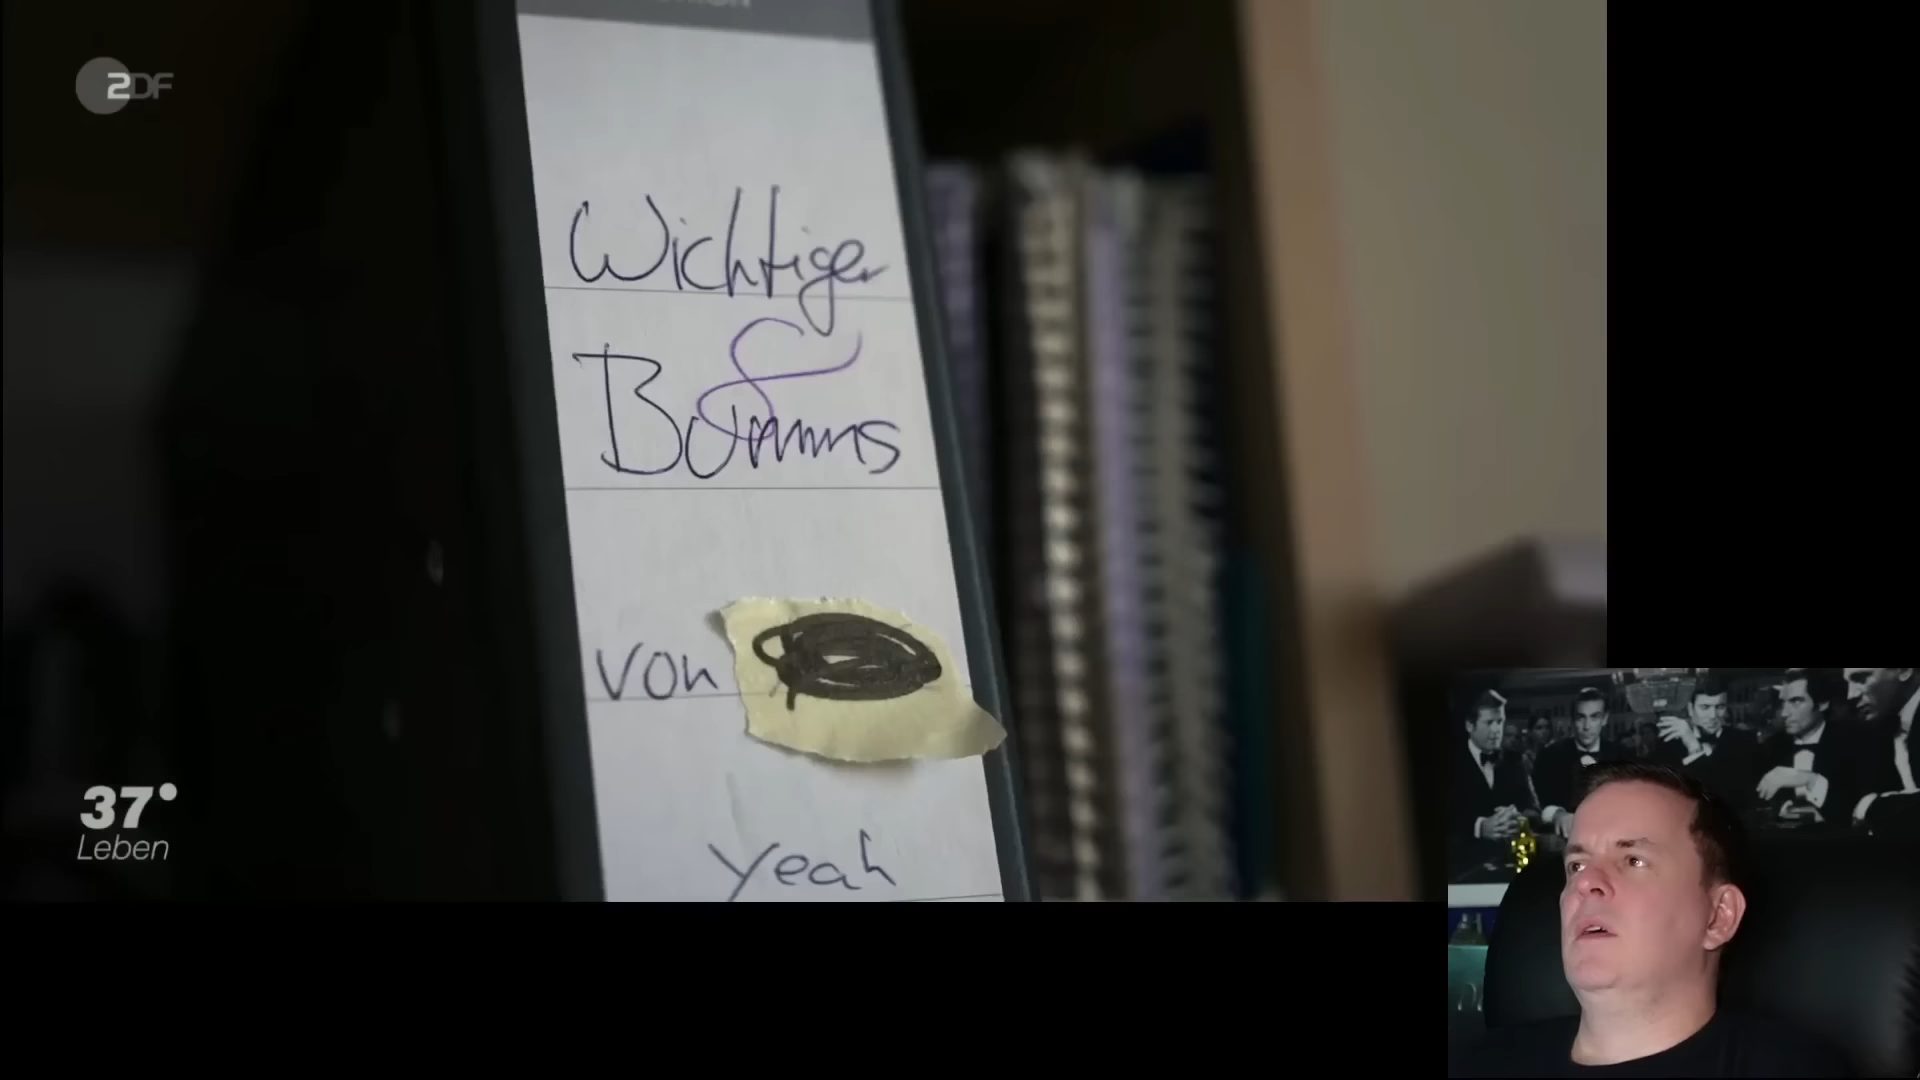 ZDF
Wichtiger
Bumms
von
yeah
37°
Leben